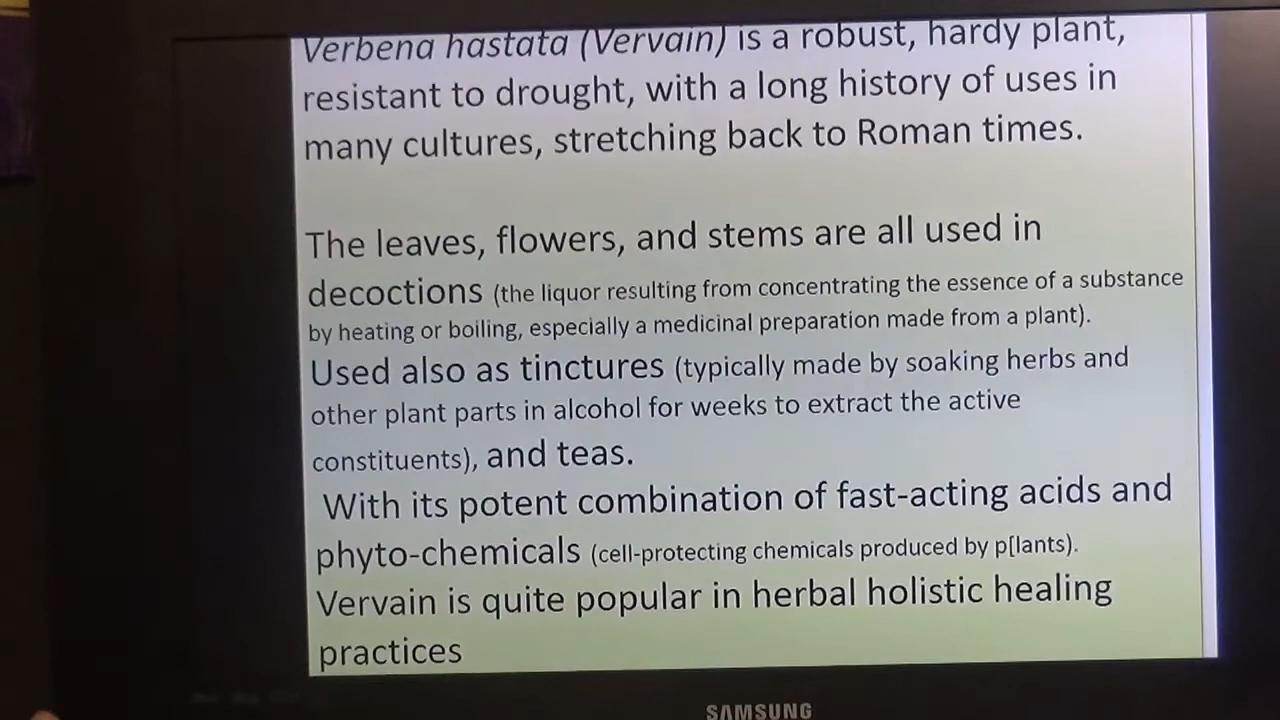 Verbena hastata (Vervain) is a robust, hardy plant,
resistant to drought, with a long history of uses in
many cultures, stretching back to Roman times.
The leaves, flowers, and stems are all used in
decoctions (the liquor resulting from concentrating the essence of a substance
by heating or boiling, especially a medicinal preparation made from a plant).
Used also as tinctures (typically made by soaking herbs and
other plant parts in alcohol for weeks to extract the active
constituents), and teas.
With its potent combination of fast-acting acids and
phyto-chemicals (cell-protecting chemicals produced by p[lants).
Vervain is quite popular in herbal holistic healing
practices
SAMSUNG